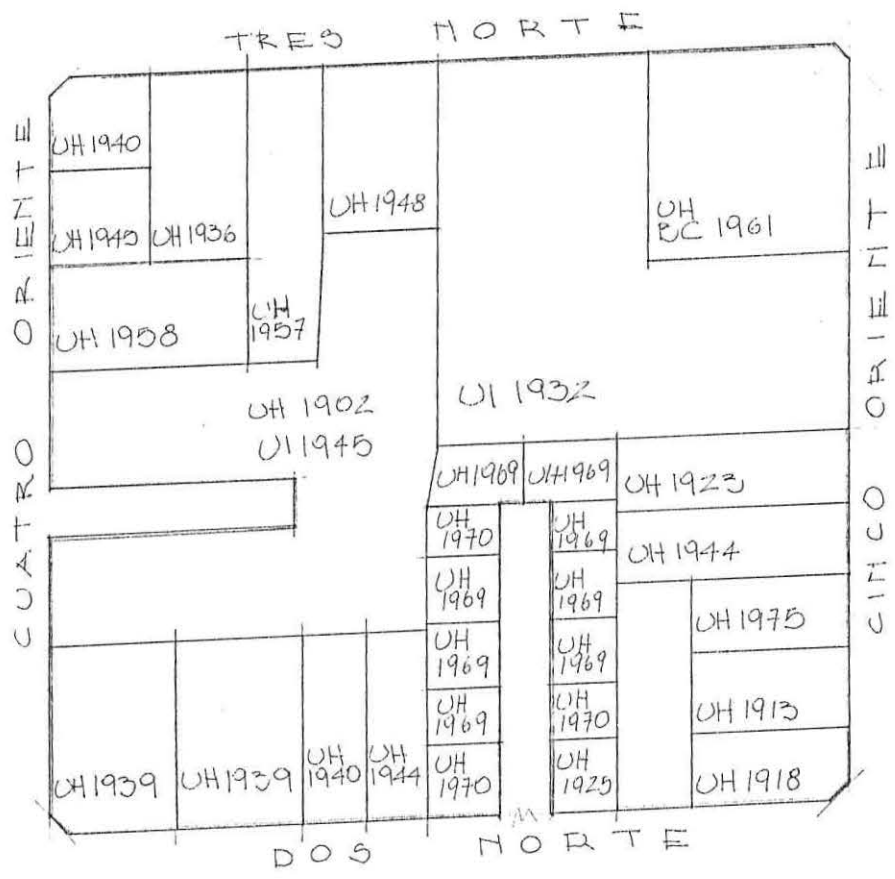 TRES NORTE
CUATRO ORIENTE
CINCO ORIENTE
UH 1940
UH 1945
UH 1936
UH 1948
UH
BC 1961
UH 1958
UH
1957
UH 1902
UI 1945
UI 1932
UH 1969
UH 1969
UH 1923
UH
1970
UH
1969
UH 1944
UH
1969
UH
1969
UH 1975
UH
1969
UH
1969
UH
1969
UH
1970
UH 1913
UH 1939
UH 1939
UH
1940
UH
1944
UH
1970
UH
1925
UH 1918
DOS NORTE